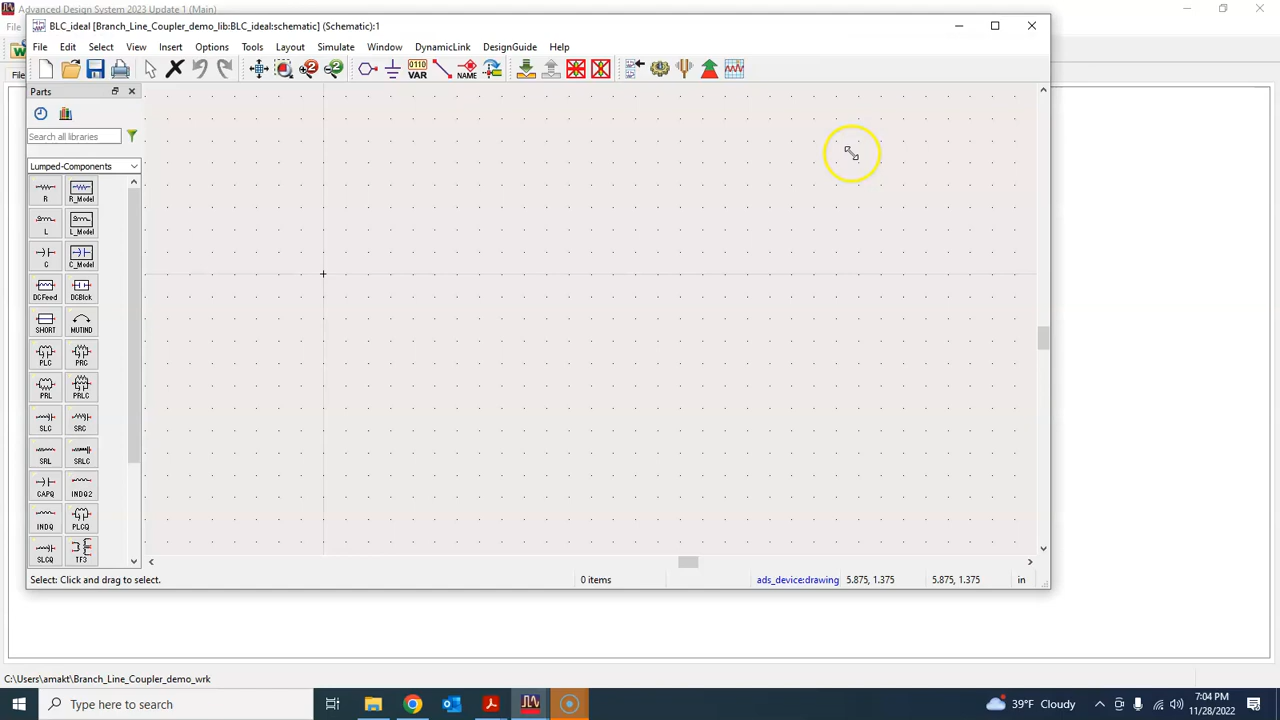 Advanced Design System 2023 Update 1 (Main)
File
BLC_ideal [Branch_Line_Coupler_demo_lib:BLC_ideal:schematic] (Schematic):1
File Edit Select View Insert Options Tools Layout Simulate Window DynamicLink DesignGuide Help
W
0110
VAR
NAME
2
2
File
Parts
Search all libraries
Lumped-Components
R R_Model
L L_Model
C C_Model
DCFeed DCBlck
SHORT MUTIND
PLC PRC
PRL PRLC
SLC SRC
SRL SRLC
CAPQ INDQ2
INDQ PLCQ
SLCQ TF3
Select: Click and drag to select. 0 items ads_device:drawing 5.875, 1.375 5.875, 1.375 in
C:\Users\amakt\Branch_Line_Coupler_demo_wrk
Type here to search
39°F Cloudy
7:04 PM
11/28/2022